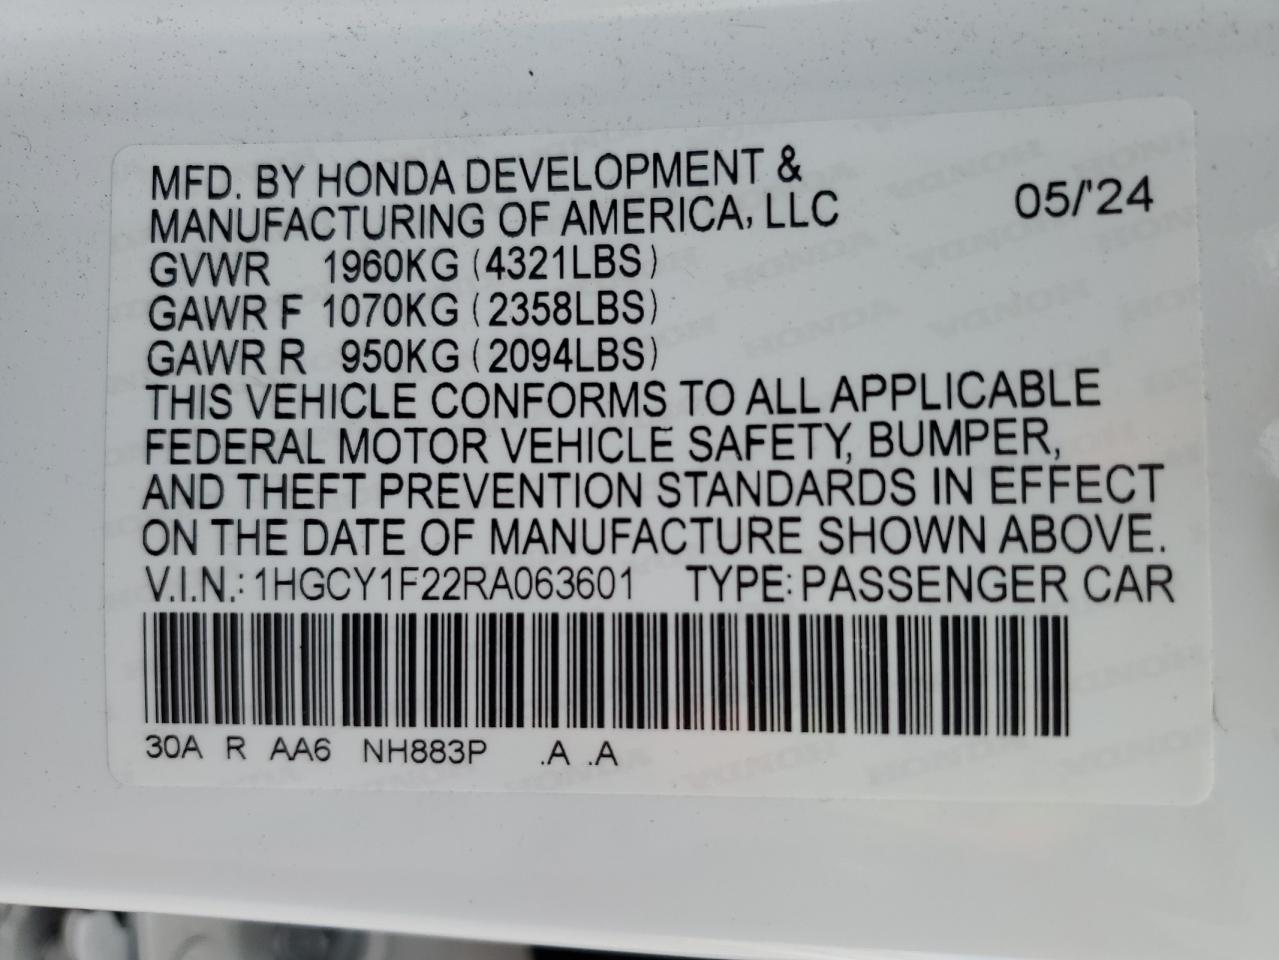 MFD. BY HONDA DEVELOPMENT &
MANUFACTURING OF AMERICA, LLC 05/'24
GVWR 1960KG (4321LBS)
GAWR F 1070KG (2358LBS)
GAWR R 950KG (2094LBS)
THIS VEHICLE CONFORMS TO ALL APPLICABLE
FEDERAL MOTOR VEHICLE SAFETY, BUMPER,
AND THEFT PREVENTION STANDARDS IN EFFECT
ON THE DATE OF MANUFACTURE SHOWN ABOVE.
V.I.N.: 1HGCY1F22RA063601 TYPE: PASSENGER CAR
30A R AA6 NH883P .A .A